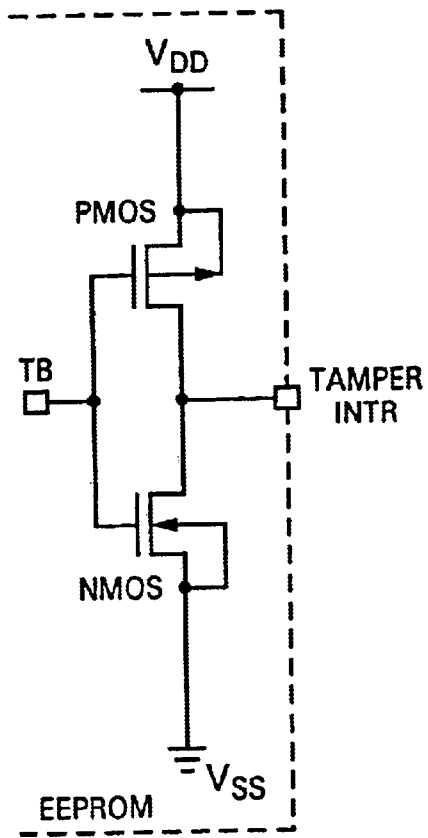 VDD
PMOS
TB
TAMPER
INTR
NMOS
VSS
EEPROM